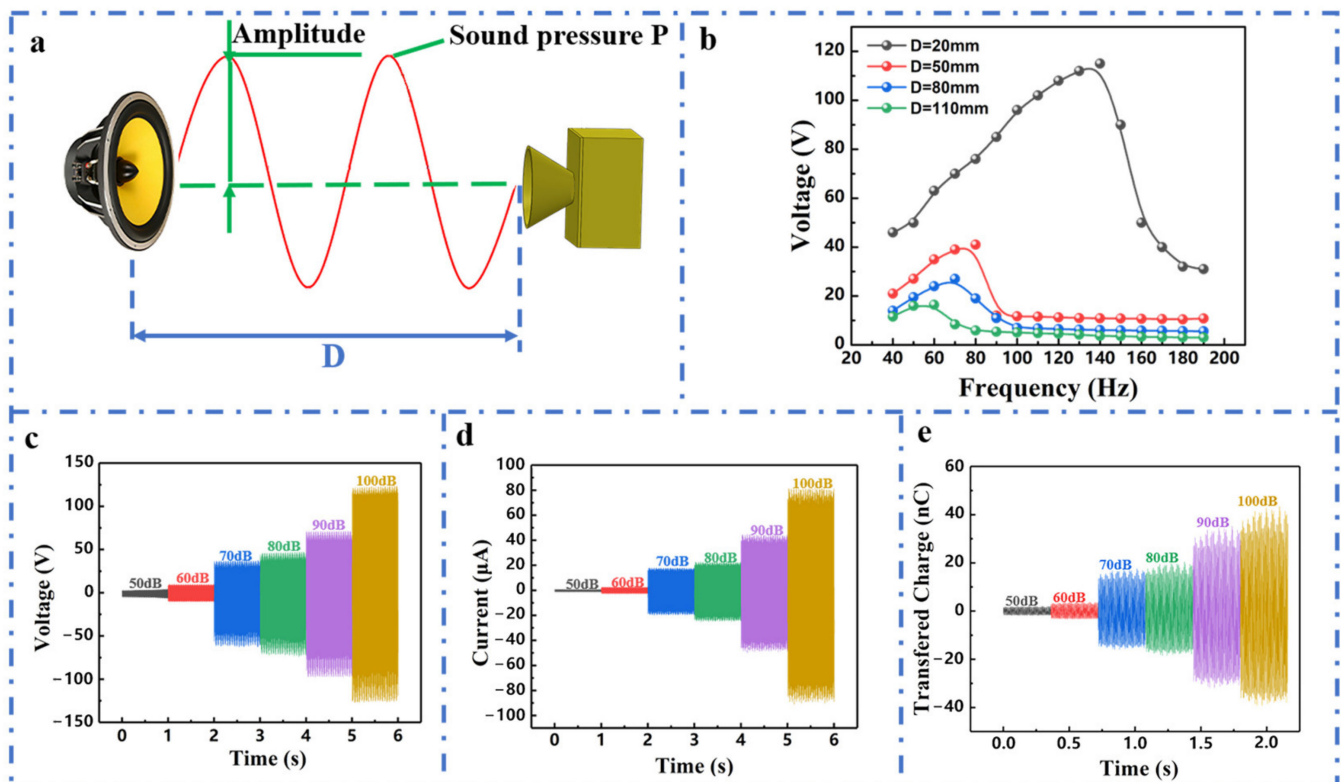 a
Amplitude
Sound pressure P
D
b
D=20mm
D=50mm
D=80mm
D=110mm
Voltage (V)
120
100
80
60
40
20
0
20 40 60 80 100 120 140 160 180 200
Frequency (Hz)
c
Voltage (V)
150
100
50
0
−50
−100
−150
50dB
60dB
70dB
80dB
90dB
100dB
0 1 2 3 4 5 6
Time (s)
d
Current (μA)
100
80
60
40
20
0
−20
−40
−60
−80
−100
50dB
60dB
70dB
80dB
90dB
100dB
0 1 2 3 4 5 6
Time (s)
e
Transfered Charge (nC)
60
40
20
0
−20
−40
50dB
60dB
70dB
80dB
90dB
100dB
0.0 0.5 1.0 1.5 2.0
Time (s)